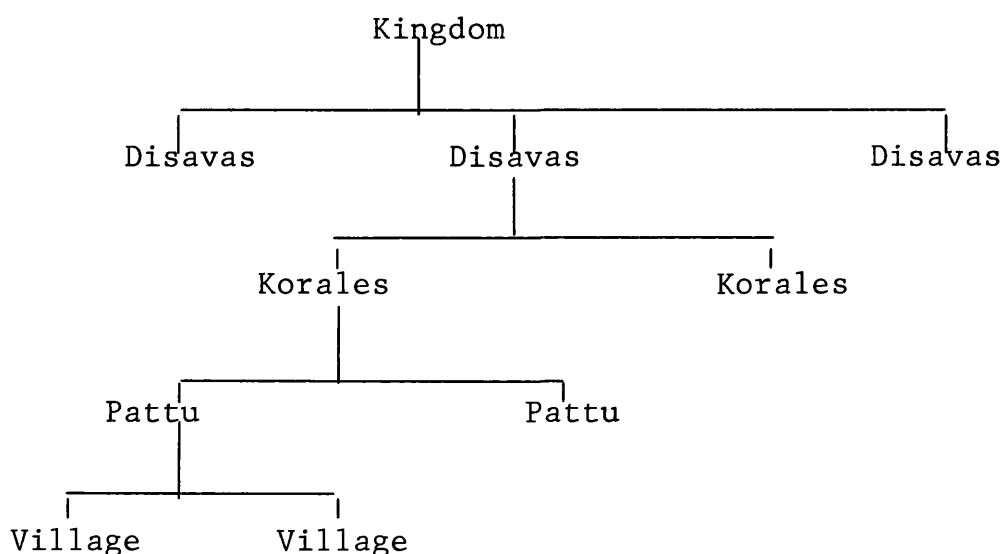 Kingdom
Disavas Disavas Disavas
Korales Korales
Pattu Pattu
Village Village